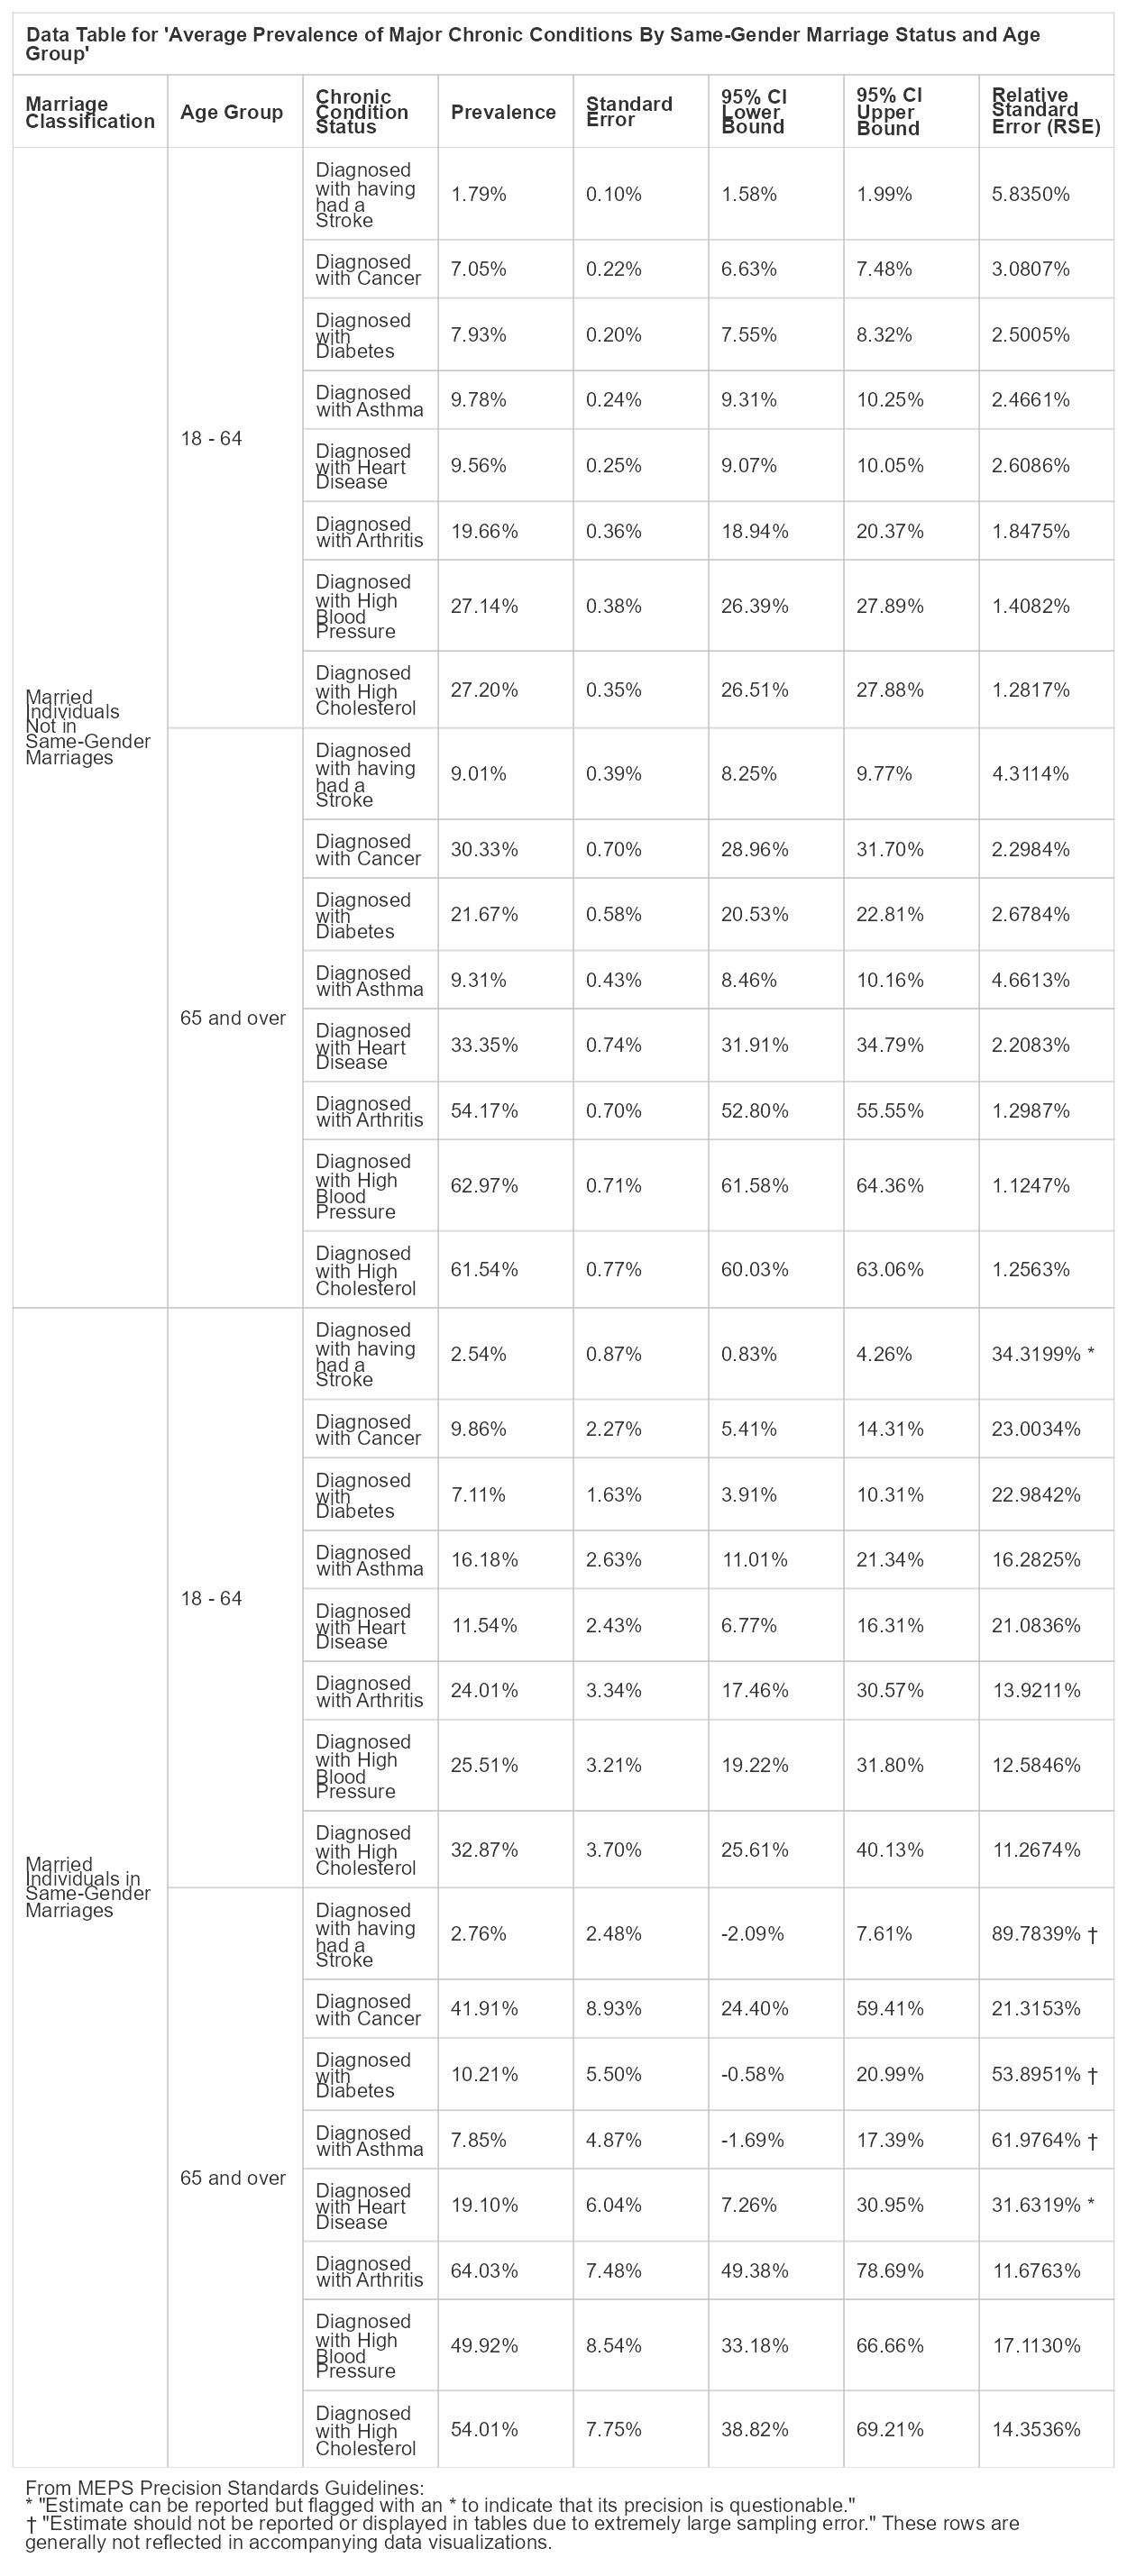 Data Table for 'Average Prevalence of Major Chronic Conditions By Same-Gender Marriage Status and Age
Group'
Marriage
Classification
Age Group
Chronic
Condition
Status
Prevalence
Standard
Error
95% CI
Lower
Bound
95% CI
Upper
Bound
Relative
Standard
Error (RSE)
Married
Individuals
Not in
Same-Gender
Marriages
18 - 64
Diagnosed
with having
had a
Stroke
1.79%
0.10%
1.58%
1.99%
5.8350%
Diagnosed
with Cancer
7.05%
0.22%
6.63%
7.48%
3.0807%
Diagnosed
with
Diabetes
7.93%
0.20%
7.55%
8.32%
2.5005%
Diagnosed
with Asthma
9.78%
0.24%
9.31%
10.25%
2.4661%
Diagnosed
with Heart
Disease
9.56%
0.25%
9.07%
10.05%
2.6086%
Diagnosed
with Arthritis
19.66%
0.36%
18.94%
20.37%
1.8475%
Diagnosed
with High
Blood
Pressure
27.14%
0.38%
26.39%
27.89%
1.4082%
Diagnosed
with High
Cholesterol
27.20%
0.35%
26.51%
27.88%
1.2817%
65 and over
Diagnosed
with having
had a
Stroke
9.01%
0.39%
8.25%
9.77%
4.3114%
Diagnosed
with Cancer
30.33%
0.70%
28.96%
31.70%
2.2984%
Diagnosed
with
Diabetes
21.67%
0.58%
20.53%
22.81%
2.6784%
Diagnosed
with Asthma
9.31%
0.43%
8.46%
10.16%
4.6613%
Diagnosed
with Heart
Disease
33.35%
0.74%
31.91%
34.79%
2.2083%
Diagnosed
with Arthritis
54.17%
0.70%
52.80%
55.55%
1.2987%
Diagnosed
with High
Blood
Pressure
62.97%
0.71%
61.58%
64.36%
1.1247%
Diagnosed
with High
Cholesterol
61.54%
0.77%
60.03%
63.06%
1.2563%
Married
Individuals in
Same-Gender
Marriages
18 - 64
Diagnosed
with having
had a
Stroke
2.54%
0.87%
0.83%
4.26%
34.3199% *
Diagnosed
with Cancer
9.86%
2.27%
5.41%
14.31%
23.0034%
Diagnosed
with
Diabetes
7.11%
1.63%
3.91%
10.31%
22.9842%
Diagnosed
with Asthma
16.18%
2.63%
11.01%
21.34%
16.2825%
Diagnosed
with Heart
Disease
11.54%
2.43%
6.77%
16.31%
21.0836%
Diagnosed
with Arthritis
24.01%
3.34%
17.46%
30.57%
13.9211%
Diagnosed
with High
Blood
Pressure
25.51%
3.21%
19.22%
31.80%
12.5846%
Diagnosed
with High
Cholesterol
32.87%
3.70%
25.61%
40.13%
11.2674%
65 and over
Diagnosed
with having
had a
Stroke
2.76%
2.48%
-2.09%
7.61%
89.7839% †
Diagnosed
with Cancer
41.91%
8.93%
24.40%
59.41%
21.3153%
Diagnosed
with
Diabetes
10.21%
5.50%
-0.58%
20.99%
53.8951% †
Diagnosed
with Asthma
7.85%
4.87%
-1.69%
17.39%
61.9764% †
Diagnosed
with Heart
Disease
19.10%
6.04%
7.26%
30.95%
31.6319% *
Diagnosed
with Arthritis
64.03%
7.48%
49.38%
78.69%
11.6763%
Diagnosed
with High
Blood
Pressure
49.92%
8.54%
33.18%
66.66%
17.1130%
Diagnosed
with High
Cholesterol
54.01%
7.75%
38.82%
69.21%
14.3536%
From MEPS Precision Standards Guidelines:
* "Estimate can be reported but flagged with an * to indicate that its precision is questionable."
† "Estimate should not be reported or displayed in tables due to extremely large sampling error." These rows are
generally not reflected in accompanying data visualizations.